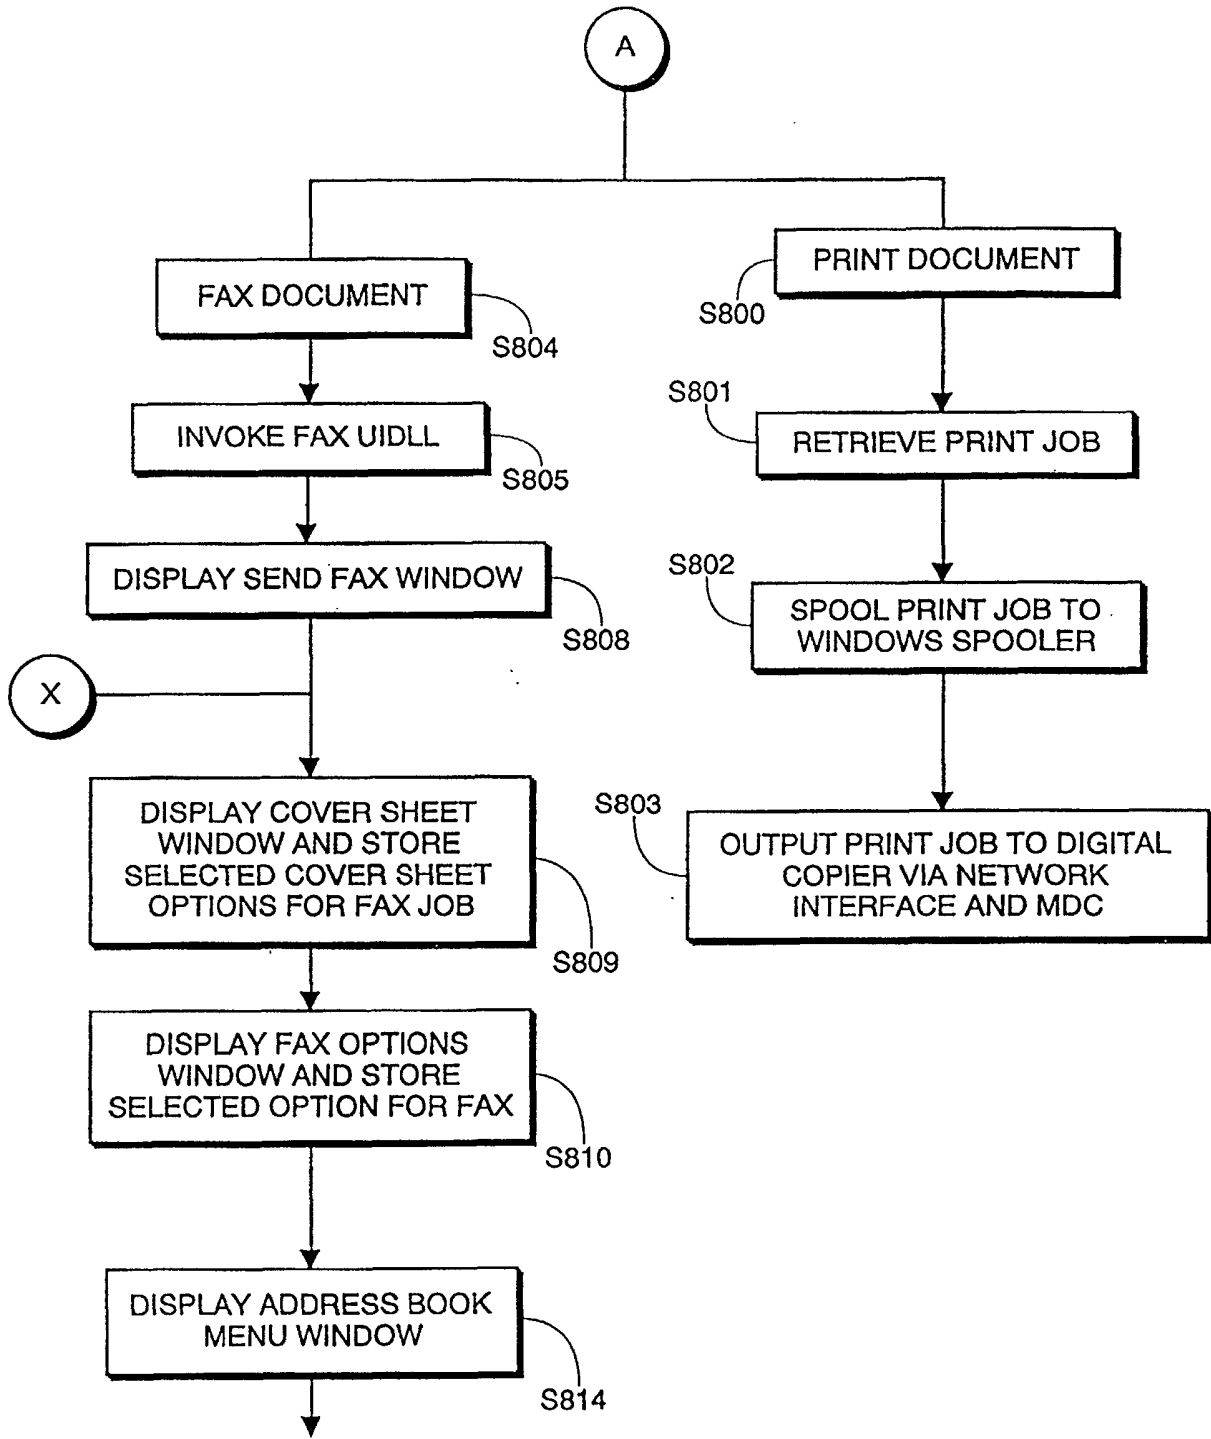 A
PRINT DOCUMENT
S800
FAX DOCUMENT
S804
S801
RETRIEVE PRINT JOB
INVOKE FAX UIDLL
S805
S802
SPOOL PRINT JOB TO
WINDOWS SPOOLER
DISPLAY SEND FAX WINDOW
S808
X
S803
OUTPUT PRINT JOB TO DIGITAL
COPIER VIA NETWORK
INTERFACE AND MDC
DISPLAY COVER SHEET
WINDOW AND STORE
SELECTED COVER SHEET
OPTIONS FOR FAX JOB
S809
DISPLAY FAX OPTIONS
WINDOW AND STORE
SELECTED OPTION FOR FAX
S810
DISPLAY ADDRESS BOOK
MENU WINDOW
S814